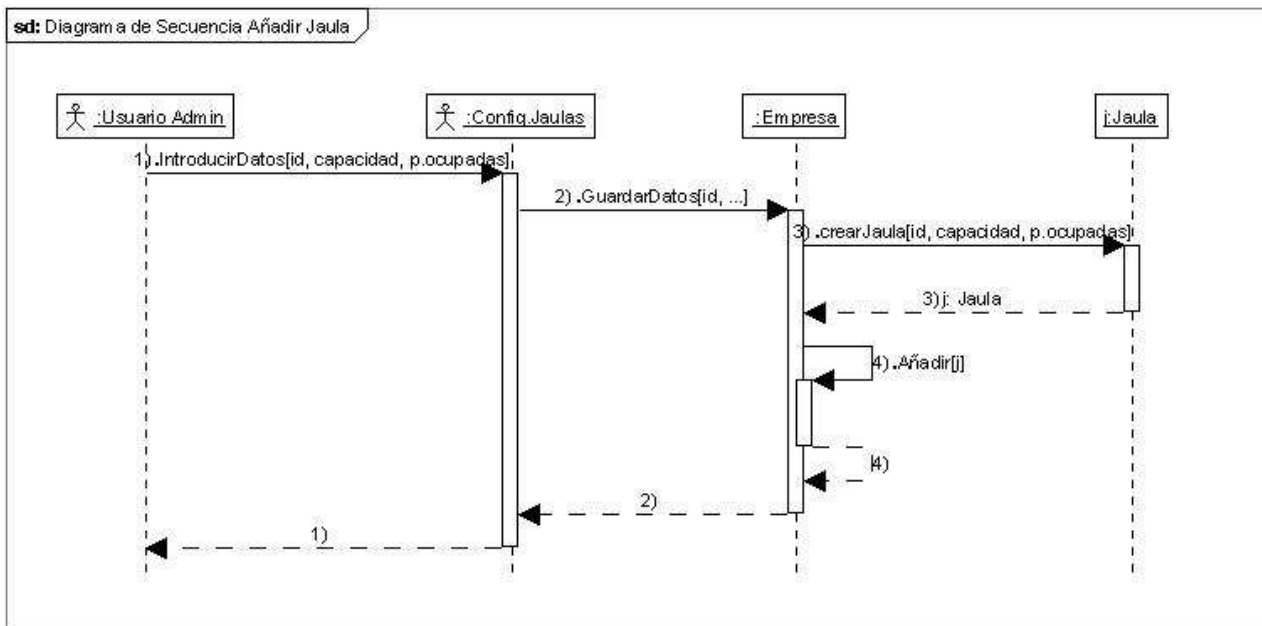 sd: Diagrama de Secuencia Añadir Jaula
:Usuario Admin
:Config.Jaulas
:Empresa
j:Jaula
1).IntroducirDatos[id, capacidad, p.ocupadas]
2).GuardarDatos[id, ...]
3).crearJaula[id, capacidad, p.ocupadas]
3)j: Jaula
4).Añadir[j]
4)
2)
1)